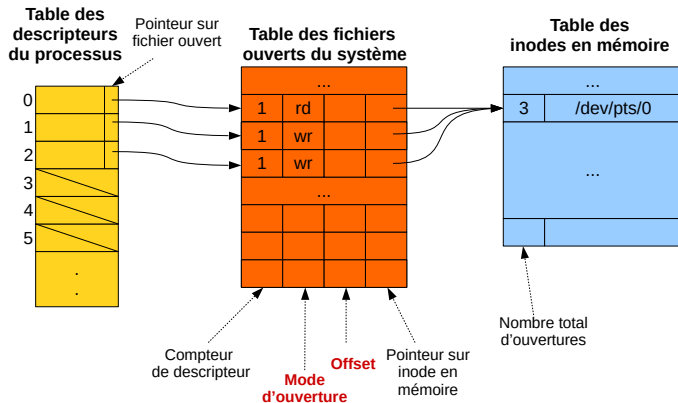 Table des
descripteurs
du processus
Pointeur sur
fichier ouvert
Table des fichiers
ouverts du système
Table des
inodes en mémoire
0
1
2
3
4
5
.
.
...
1 rd
1 wr
1 wr
...
...
3 /dev/pts/0
...
Compteur
de descripteur
Mode
d'ouverture
Offset
Pointeur sur
inode en
mémoire
Nombre total
d'ouvertures